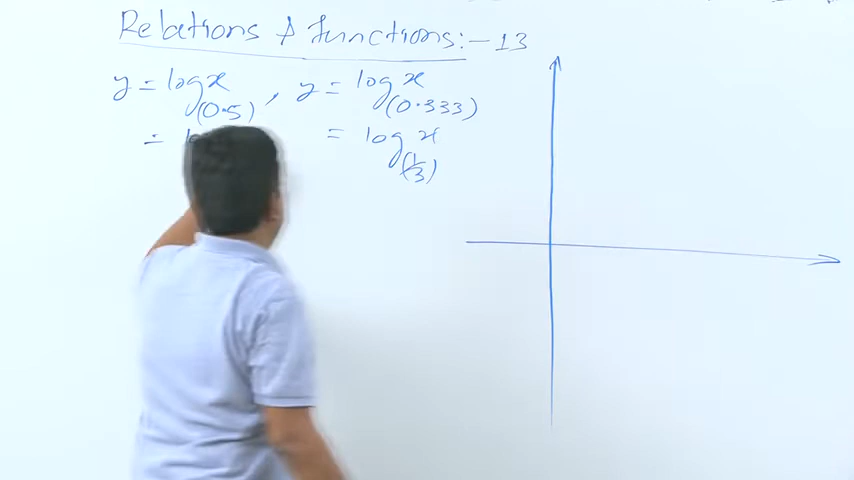 Relations & functions:- 13
y = log x (0.5) , y = log x (0.333)
= = log x (1/3)